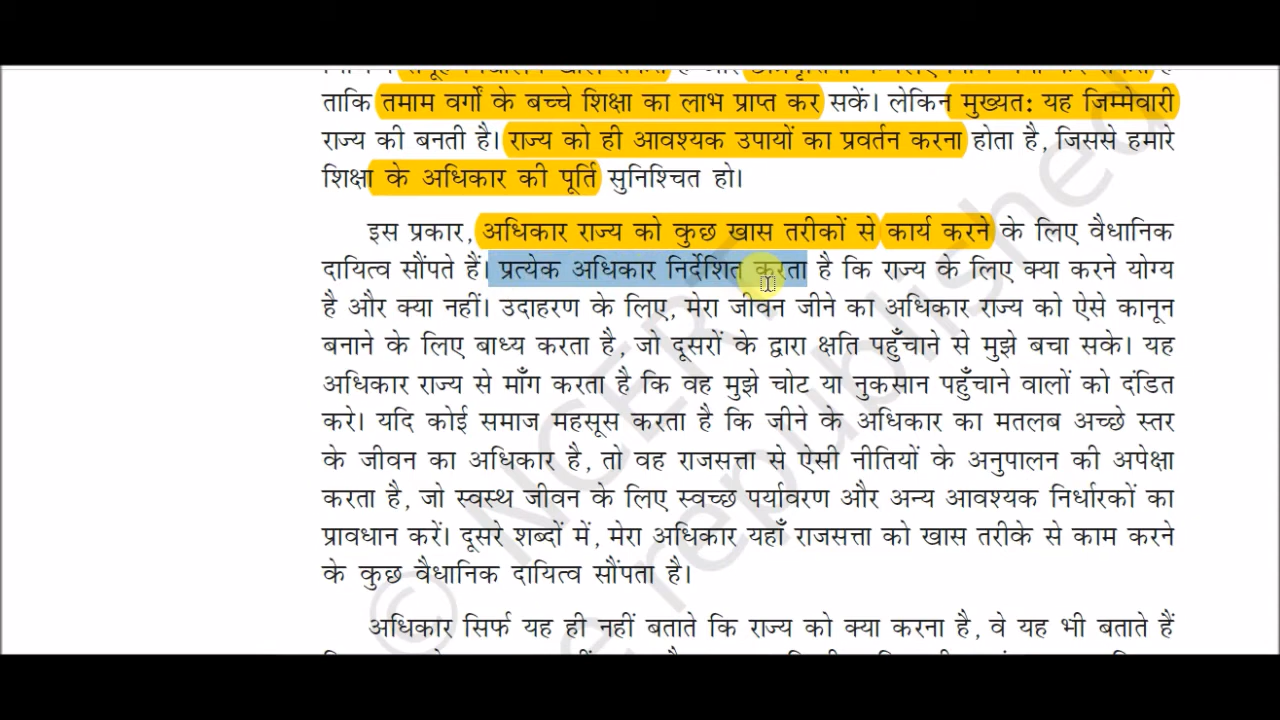 ताकि तमाम वर्गों के बच्चे शिक्षा का लाभ प्राप्त कर सकें। लेकिन मुख्यत: यह जिम्मेवारी
राज्य की बनती है। राज्य को ही आवश्यक उपायों का प्रवर्तन करना होता है, जिससे हमारे
शिक्षा के अधिकार की पूर्ति सुनिश्चित हो।
इस प्रकार, अधिकार राज्य को कुछ खास तरीकों से कार्य करने के लिए वैधानिक
दायित्व सौंपते हैं। प्रत्येक अधिकार निर्देशित करता है कि राज्य के लिए क्या करने योग्य
है और क्या नहीं। उदाहरण के लिए, मेरा जीवन जीने का अधिकार राज्य को ऐसे कानून
बनाने के लिए बाध्य करता है, जो दूसरों के द्वारा क्षति पहुँचाने से मुझे बचा सके। यह
अधिकार राज्य से माँग करता है कि वह मुझे चोट या नुकसान पहुँचाने वालों को दंडित
करे। यदि कोई समाज महसूस करता है कि जीने के अधिकार का मतलब अच्छे स्तर
के जीवन का अधिकार है, तो वह राजसत्ता से ऐसी नीतियों के अनुपालन की अपेक्षा
करता है, जो स्वस्थ जीवन के लिए स्वच्छ पर्यावरण और अन्य आवश्यक निर्धारकों का
प्रावधान करें। दूसरे शब्दों में, मेरा अधिकार यहाँ राजसत्ता को खास तरीके से काम करने
के कुछ वैधानिक दायित्व सौंपता है।
अधिकार सिर्फ यह ही नहीं बताते कि राज्य को क्या करना है, वे यह भी बताते हैं
© NCERT
e republished